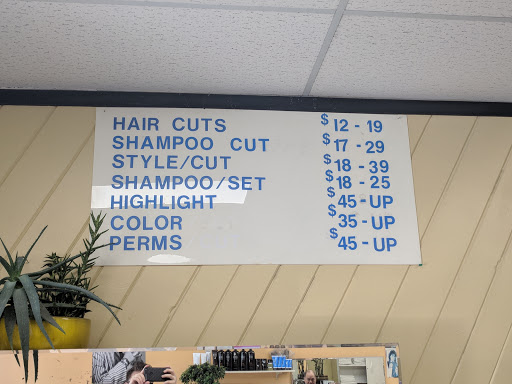 HAIR CUTS $12 - 19
SHAMPOO CUT $17 - 29
STYLE/CUT $18 - 39
SHAMPOO/SET $18 - 25
HIGHLIGHT $45 - UP
COLOR $35 - UP
PERMS $45 - UP